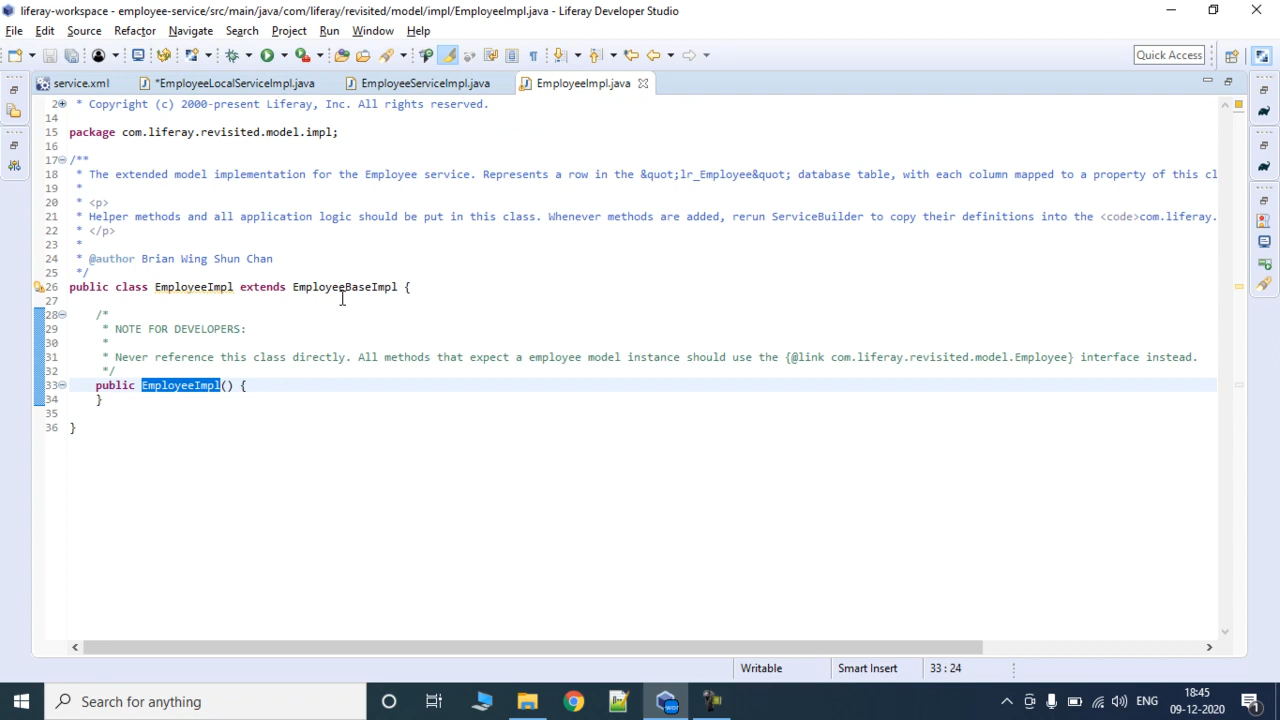 liferay-workspace - employee-service/src/main/java/com/liferay/revisited/model/impl/EmployeeImpl.java - Liferay Developer Studio
File Edit Source Refactor Navigate Search Project Run Window Help
Quick Access
service.xml *EmployeeLocalServiceImpl.java EmployeeServiceImpl.java EmployeeImpl.java
2 * Copyright (c) 2000-present Liferay, Inc. All rights reserved.
14
15 package com.liferay.revisited.model.impl;
16
17 /**
18 * The extended model implementation for the Employee service. Represents a row in the &quot;lr_Employee&quot; database table, with each column mapped to a property of this cl
19 *
20 * <p>
21 * Helper methods and all application logic should be put in this class. Whenever methods are added, rerun ServiceBuilder to copy their definitions into the <code>com.liferay.
22 * </p>
23 *
24 * @author Brian Wing Shun Chan
25 */
26 public class EmployeeImpl extends EmployeeBaseImpl {
27
28 /*
29 * NOTE FOR DEVELOPERS:
30 *
31 * Never reference this class directly. All methods that expect a employee model instance should use the {@link com.liferay.revisited.model.Employee} interface instead.
32 */
33 public EmployeeImpl() {
34 }
35
36 }
Writable Smart Insert 33 : 24
Search for anything
ENG
18:45
09-12-2020
1